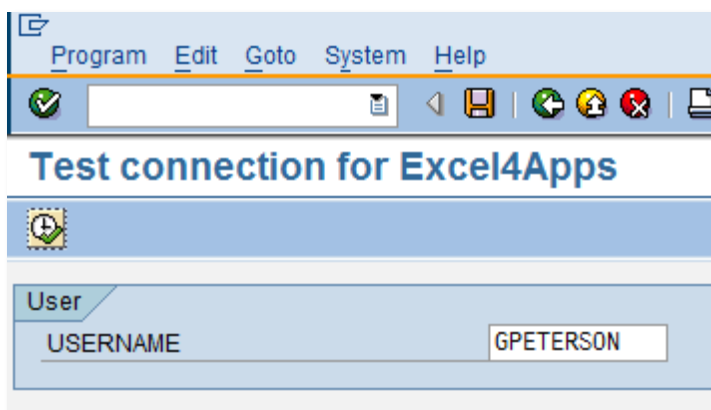 Program Edit Goto System Help
Test connection for Excel4Apps
User
USERNAME GPETERSON